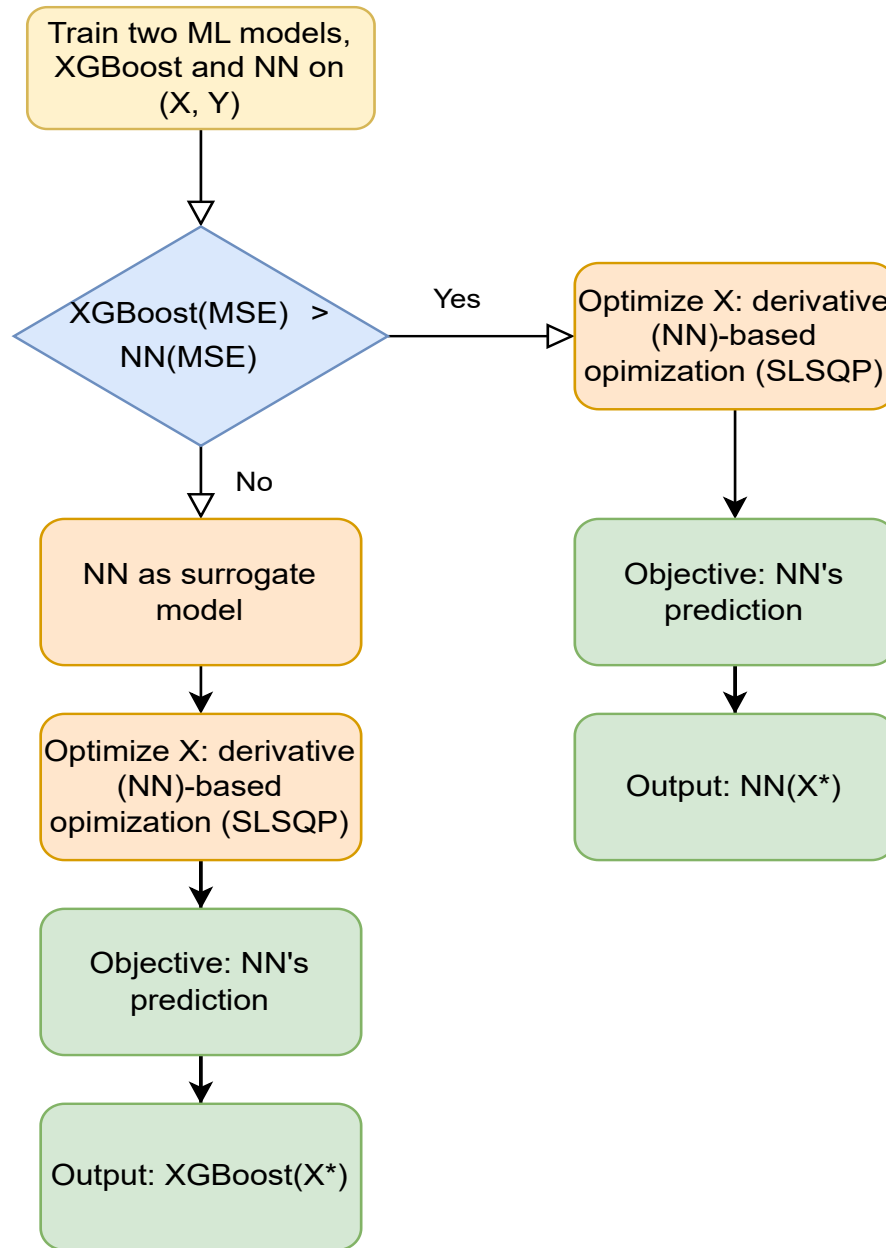 Train two ML models,
XGBoost and NN on
(X, Y)
XGBoost(MSE) >
NN(MSE)
Yes
Optimize X: derivative
(NN)-based
opimization (SLSQP)
No
NN as surrogate
model
Objective: NN's
prediction
Optimize X: derivative
(NN)-based
opimization (SLSQP)
Output: NN(X*)
Objective: NN's
prediction
Output: XGBoost(X*)